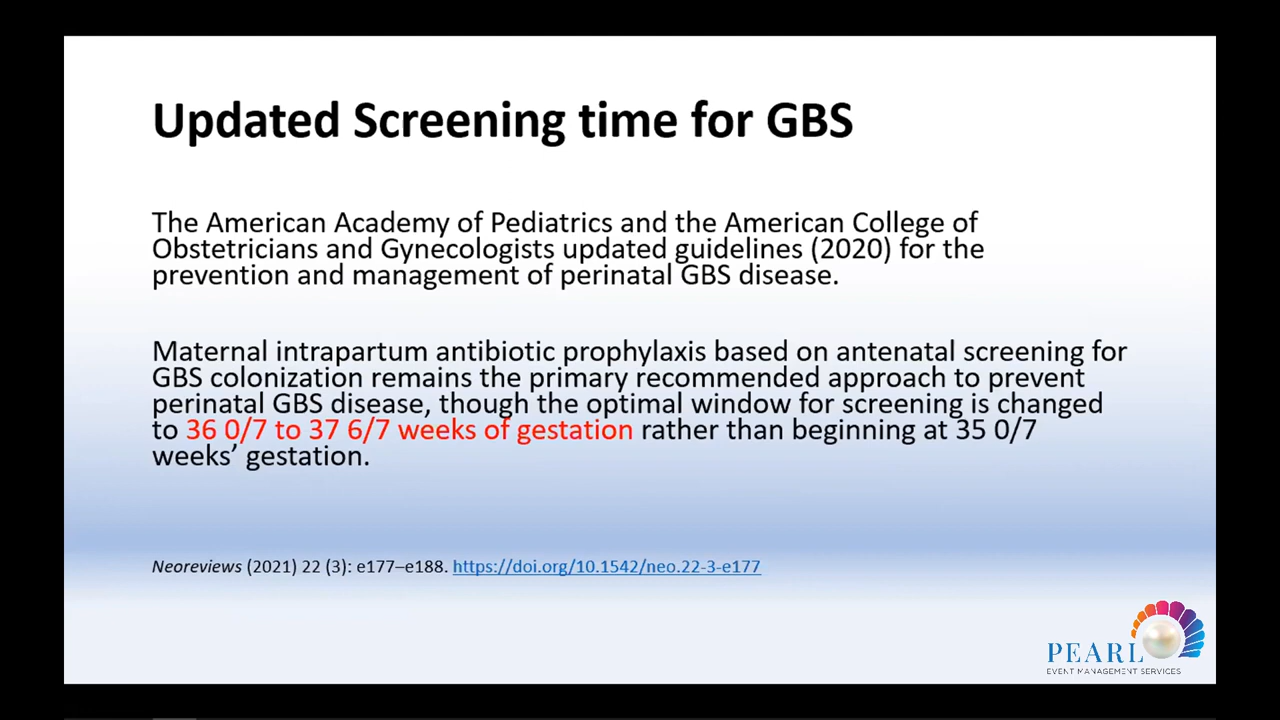 Updated Screening time for GBS
The American Academy of Pediatrics and the American College of
Obstetricians and Gynecologists updated guidelines (2020) for the
prevention and management of perinatal GBS disease.
Maternal intrapartum antibiotic prophylaxis based on antenatal screening for
GBS colonization remains the primary recommended approach to prevent
perinatal GBS disease, though the optimal window for screening is changed
to 36 0/7 to 37 6/7 weeks of gestation rather than beginning at 35 0/7
weeks’ gestation.
Neoreviews (2021) 22 (3): e177–e188. https://doi.org/10.1542/neo.22-3-e177
PEARL
EVENT MANAGEMENT SERVICES